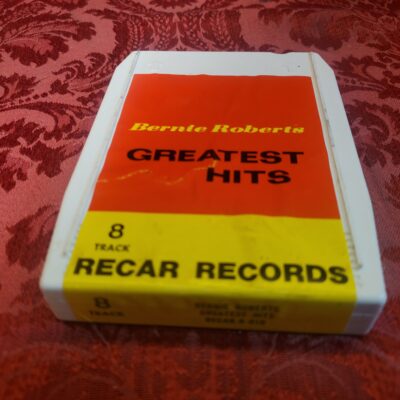 Bernie Roberts
GREATEST
HITS
8
TRACK
RECAR RECORDS
8
TRACK
BERNIE ROBERTS
GREATEST HITS